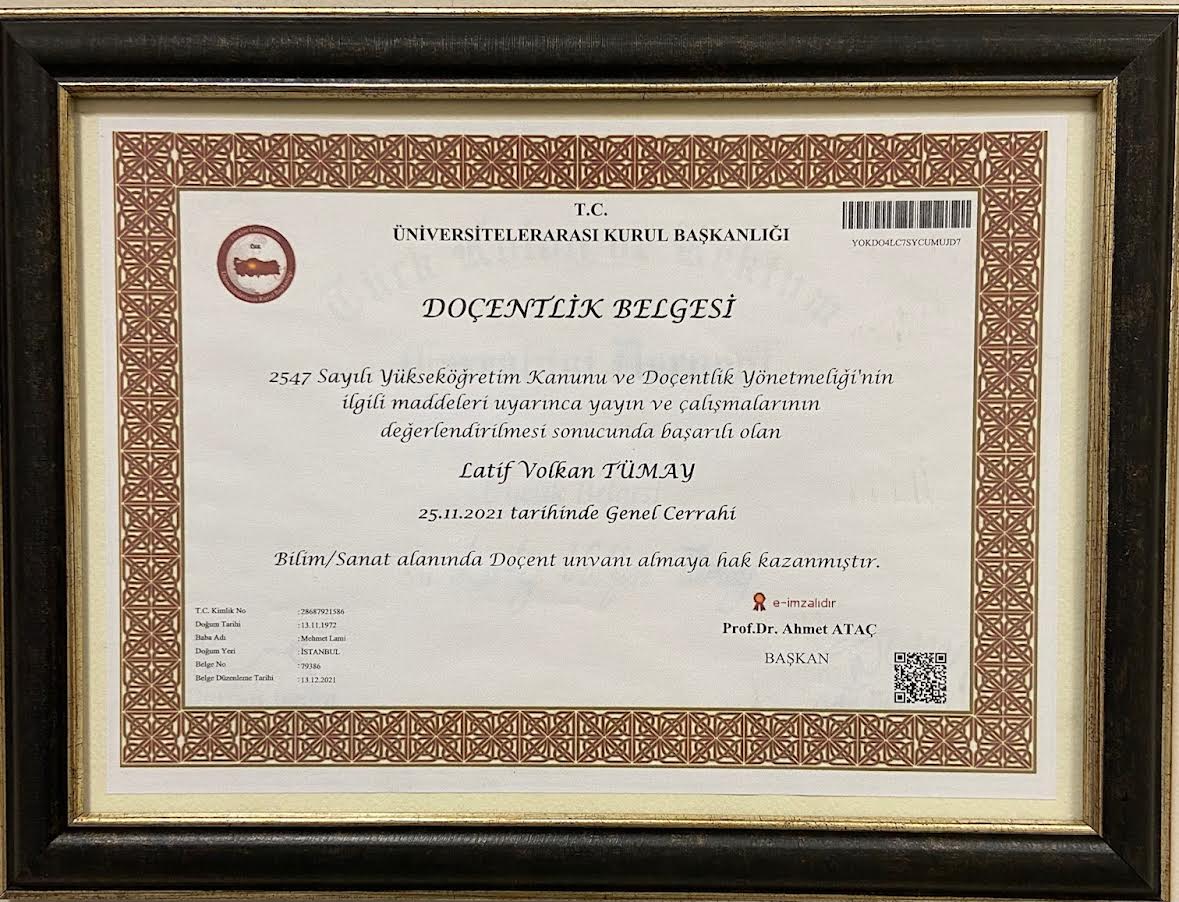 T.C.
ÜNİVERSİTELERARASI KURUL BAŞKANLIĞI
YOKDO4LC7SYCUMUJD7
DOÇENTLİK BELGESİ
2547 Sayılı Yükseköğretim Kanunu ve Doçentlik Yönetmeliği'nin
ilgili maddeleri uyarınca yayın ve çalışmalarının
değerlendirilmesi sonucunda başarılı olan
Latif Volkan TÜMAY
25.11.2021 tarihinde Genel Cerrahi
Bilim/Sanat alanında Doçent unvanı almaya hak kazanmıştır.
e-imzalıdır
Prof.Dr. Ahmet ATAÇ
BAŞKAN
T.C. Kimlik No : 28687921586
Doğum Tarihi : 13.11.1972
Baba Adı : Mehmet Lami
Doğum Yeri : İSTANBUL
Belge No : 79386
Belge Düzenleme Tarihi : 13.12.2021